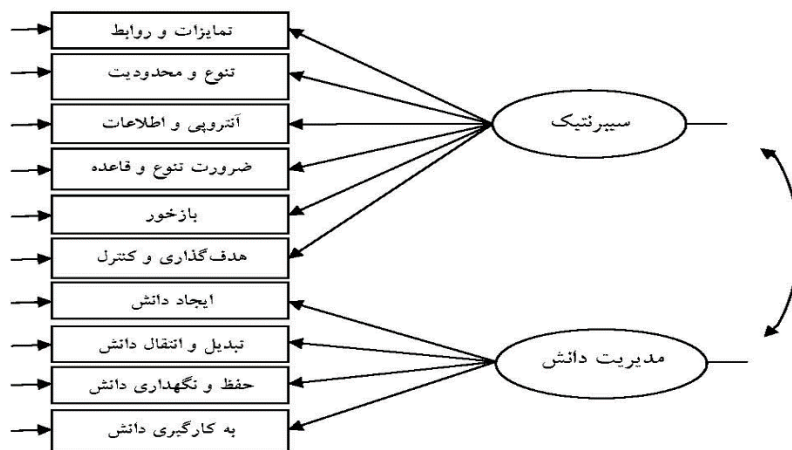 تمایزات و روابط
تنوع و محدودیت
آنتروپی و اطلاعات
سیبرنتیک
ضرورت تنوع و قاعده
بازخور
هدف‌گذاری و کنترل
ایجاد دانش
تبدیل و انتقال دانش
مدیریت دانش
حفظ و نگهداری دانش
به کارگیری دانش